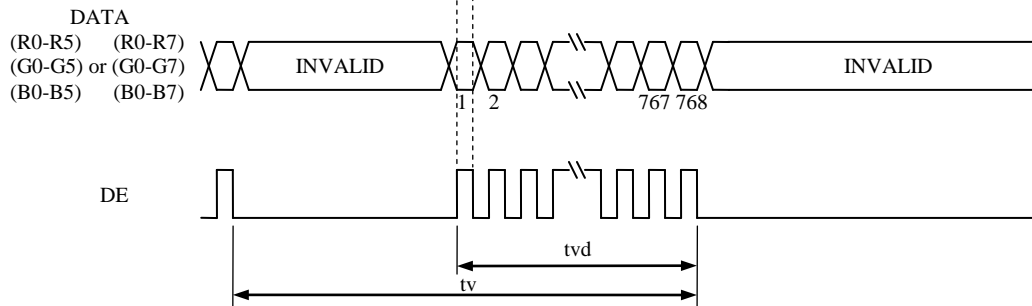 DATA
(R0-R5) (R0-R7)
(G0-G5) or (G0-G7)
(B0-B5) (B0-B7)
INVALID
INVALID
1 2 767 768
DE
tvd
tv